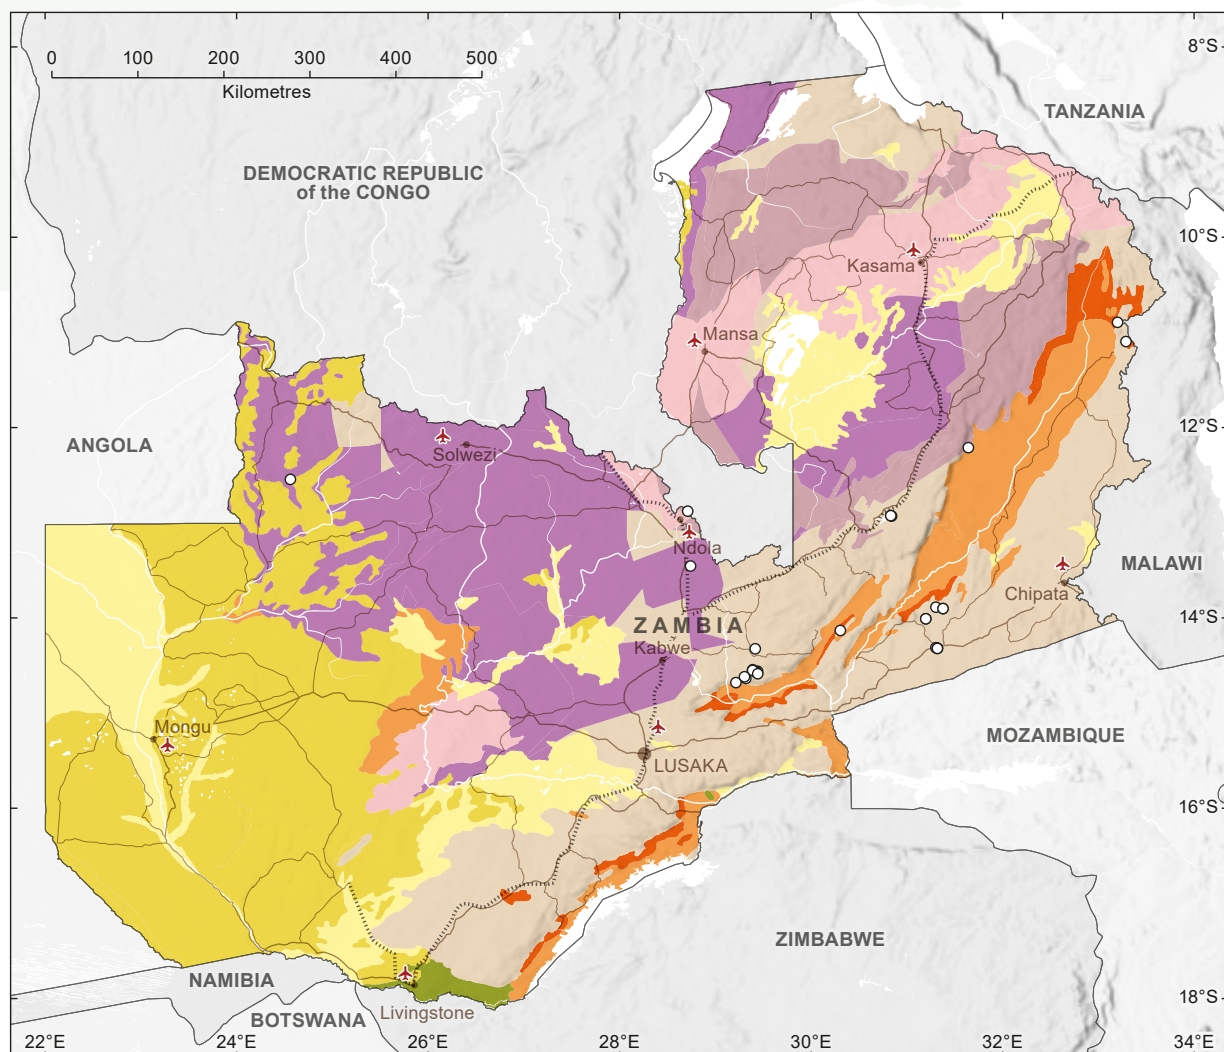 0 100 200 300 400 500
Kilometres
8°S
TANZANIA
DEMOCRATIC REPUBLIC
of the CONGO
10°S
Kasama
Mansa
12°S
ANGOLA
Solwezi
Ndola
MALAWI
Chipata
14°S
ZAMBIA
Kabwe
Mongu
MOZAMBIQUE
LUSAKA
16°S
ZIMBABWE
NAMIBIA
18°S
Livingstone
BOTSWANA
22°E 24°E 26°E 28°E 30°E 32°E 34°E